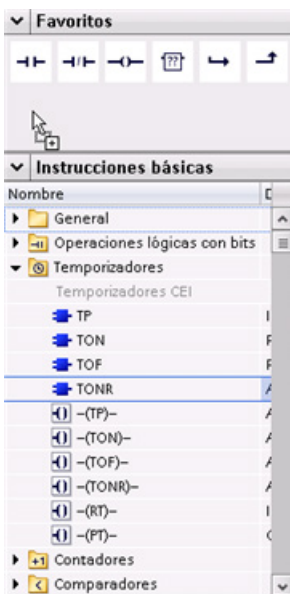 Favoritos
??
Instrucciones básicas
Nombre
General
Operaciones lógicas con bits
Temporizadores
Temporizadores CEI
TP
TON
TOF
TONR
–(TP)–
–(TON)–
–(TOF)–
–(TONR)–
–(RT)–
–(PT)–
+1 Contadores
Comparadores